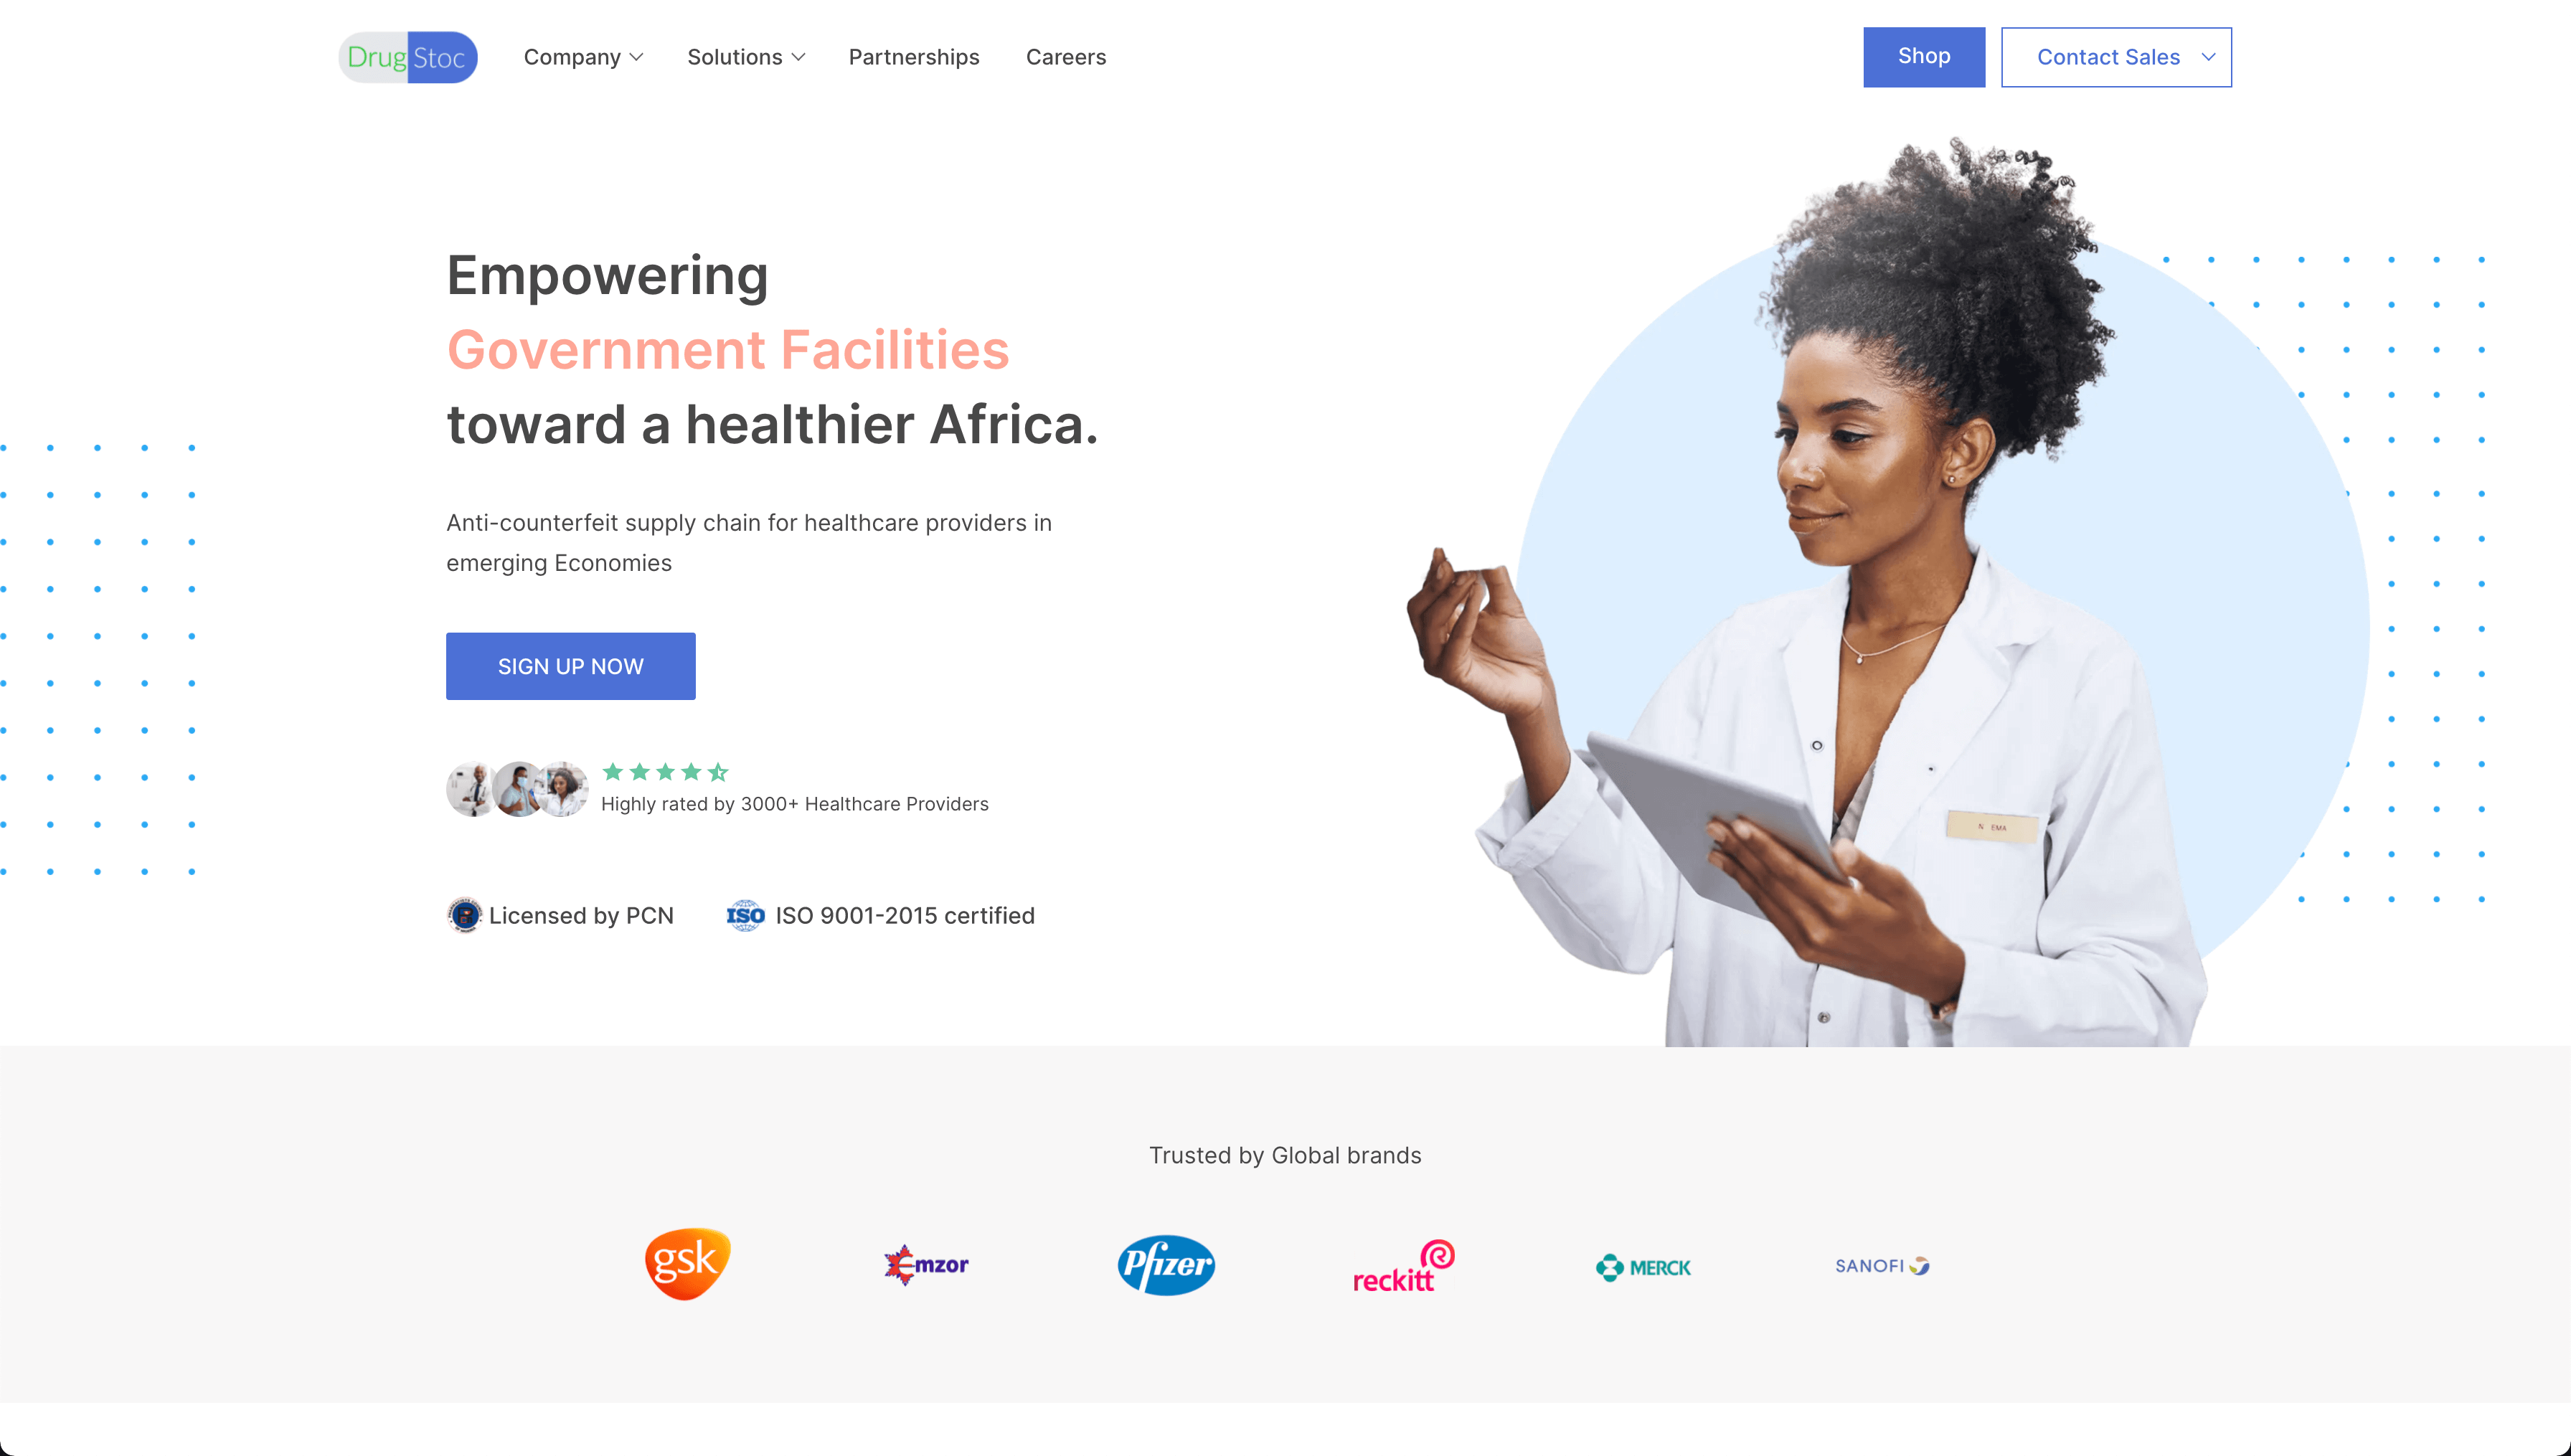 DrugStoc
Company
Solutions
Partnerships
Careers
Shop
Contact Sales
Empowering
Government Facilities
toward a healthier Africa.
Anti-counterfeit supply chain for healthcare providers in
emerging Economies
SIGN UP NOW
Highly rated by 3000+ Healthcare Providers
Licensed by PCN
ISO
ISO 9001-2015 certified
Trusted by Global brands
gsk
Emzor
Pfizer
reckitt
MERCK
SANOFI